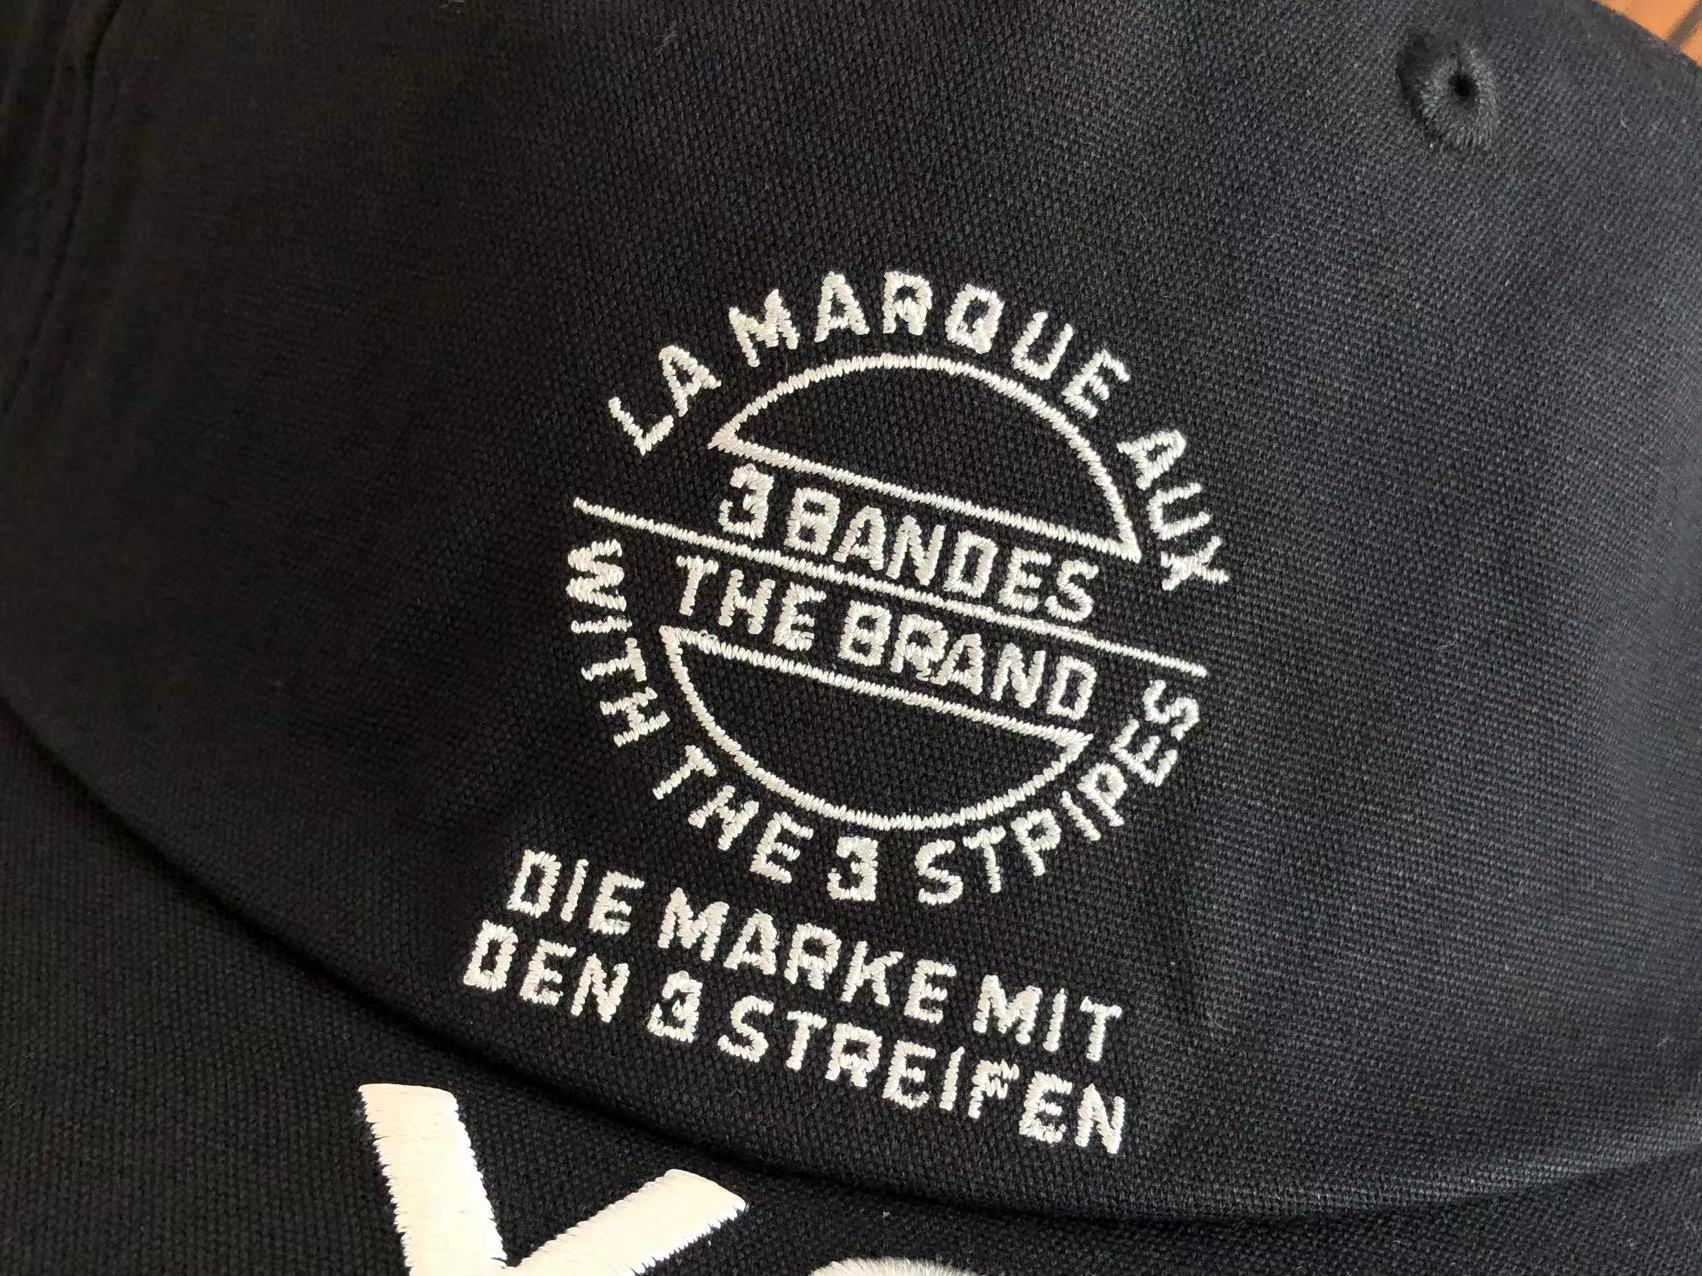 LA MARQUE AUX
3 BANDES
THE BRAND
WITH THE 3 STRIPES
DIE MARKE MIT
DEN 3 STREIFEN